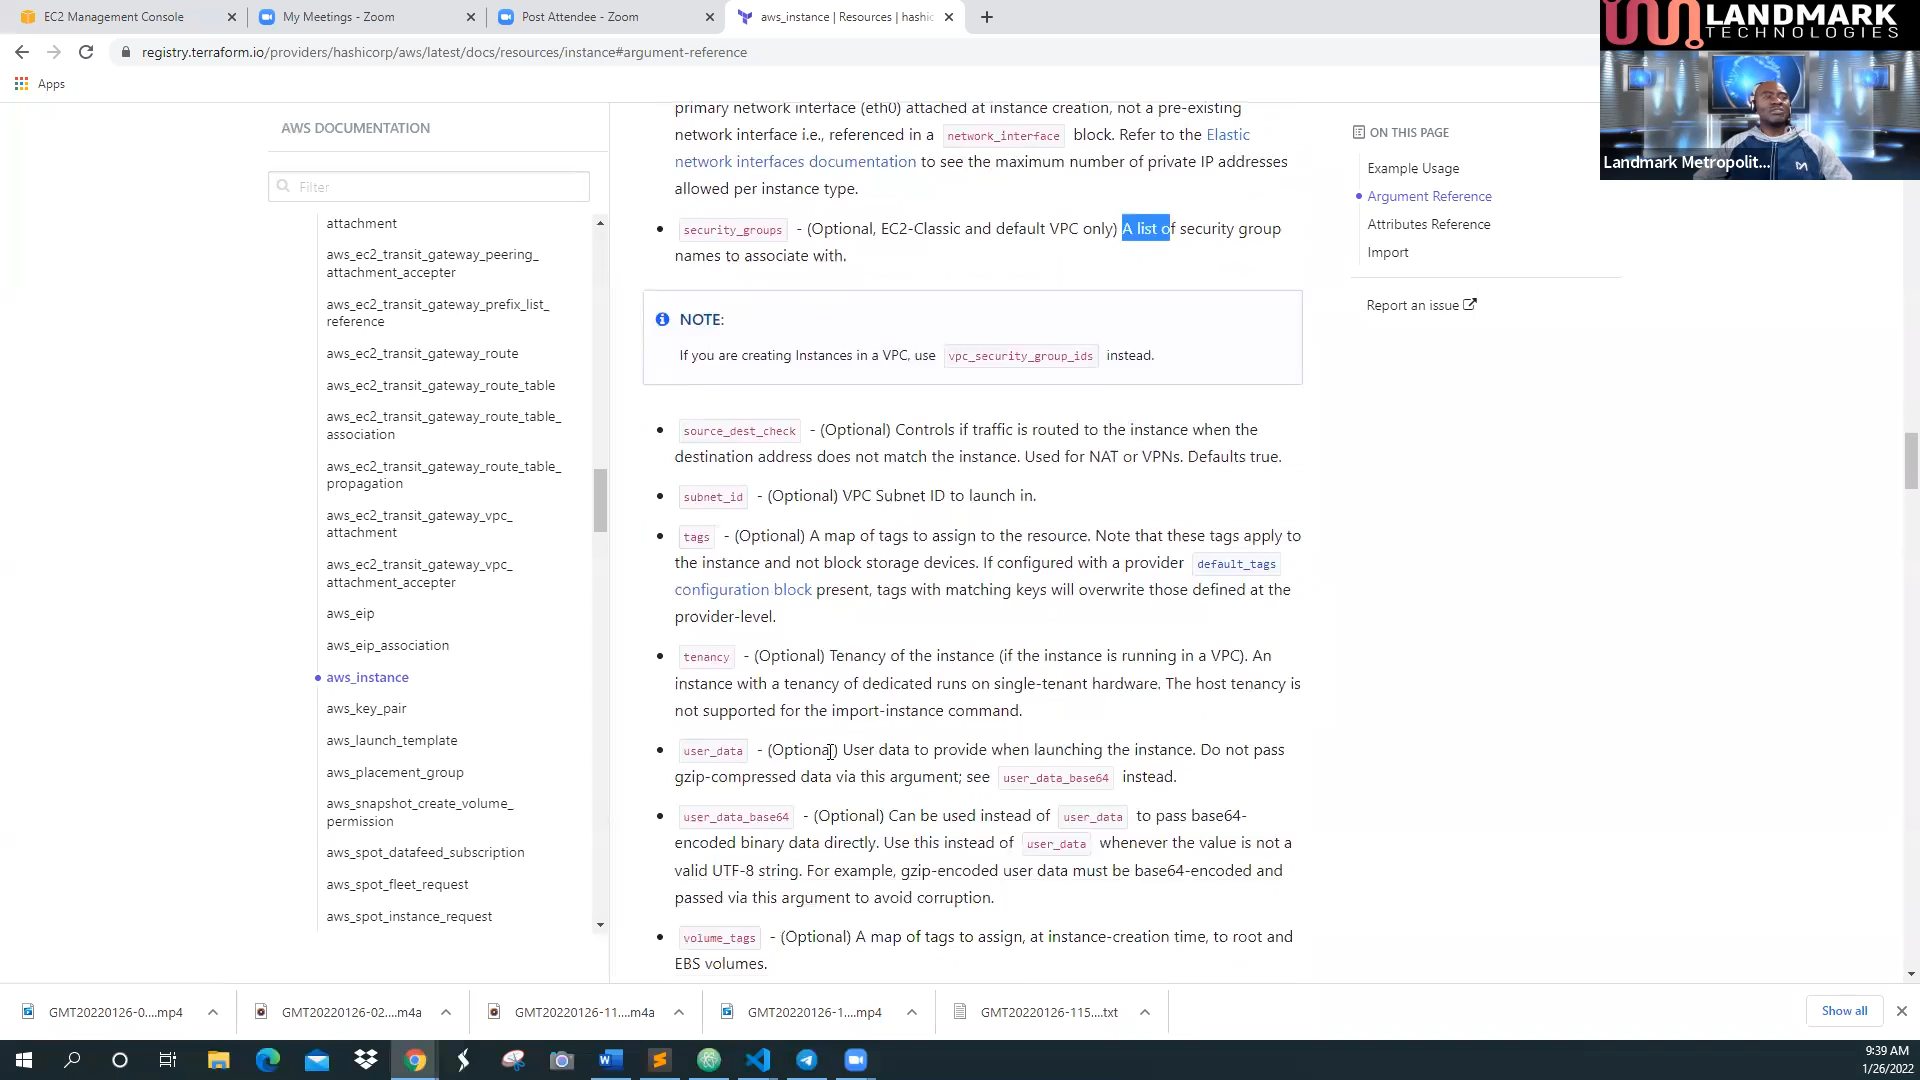 EC2 Management Console
My Meetings - Zoom
Post Attendee - Zoom
aws_instance | Resources | hashic
registry.terraform.io/providers/hashicorp/aws/latest/docs/resources/instance#argument-reference
Apps
LANDMARK
TECHNOLOGIES
Landmark Metropolit...
AWS DOCUMENTATION
Filter
attachment
aws_ec2_transit_gateway_peering_
attachment_accepter
aws_ec2_transit_gateway_prefix_list_
reference
aws_ec2_transit_gateway_route
aws_ec2_transit_gateway_route_table
aws_ec2_transit_gateway_route_table_
association
aws_ec2_transit_gateway_route_table_
propagation
aws_ec2_transit_gateway_vpc_
attachment
aws_ec2_transit_gateway_vpc_
attachment_accepter
aws_eip
aws_eip_association
aws_instance
aws_key_pair
aws_launch_template
aws_placement_group
aws_snapshot_create_volume_
permission
aws_spot_datafeed_subscription
aws_spot_fleet_request
aws_spot_instance_request
primary network interface (eth0) attached at instance creation, not a pre-existing
network interface i.e., referenced in a network_interface block. Refer to the Elastic
network interfaces documentation to see the maximum number of private IP addresses
allowed per instance type.
security_groups - (Optional, EC2-Classic and default VPC only) A list of security group
names to associate with.
NOTE:
If you are creating Instances in a VPC, use vpc_security_group_ids instead.
source_dest_check - (Optional) Controls if traffic is routed to the instance when the
destination address does not match the instance. Used for NAT or VPNs. Defaults true.
subnet_id - (Optional) VPC Subnet ID to launch in.
tags - (Optional) A map of tags to assign to the resource. Note that these tags apply to
the instance and not block storage devices. If configured with a provider default_tags
configuration block present, tags with matching keys will overwrite those defined at the
provider-level.
tenancy - (Optional) Tenancy of the instance (if the instance is running in a VPC). An
instance with a tenancy of dedicated runs on single-tenant hardware. The host tenancy is
not supported for the import-instance command.
user_data - (Optional) User data to provide when launching the instance. Do not pass
gzip-compressed data via this argument; see user_data_base64 instead.
user_data_base64 - (Optional) Can be used instead of user_data to pass base64-
encoded binary data directly. Use this instead of user_data whenever the value is not a
valid UTF-8 string. For example, gzip-encoded user data must be base64-encoded and
passed via this argument to avoid corruption.
volume_tags - (Optional) A map of tags to assign, at instance-creation time, to root and
EBS volumes.
ON THIS PAGE
Example Usage
Argument Reference
Attributes Reference
Import
Report an issue
GMT20220126-0....mp4
GMT20220126-02....m4a
GMT20220126-11....m4a
GMT20220126-1....mp4
GMT20220126-115....txt
Show all
9:39 AM
1/26/2022